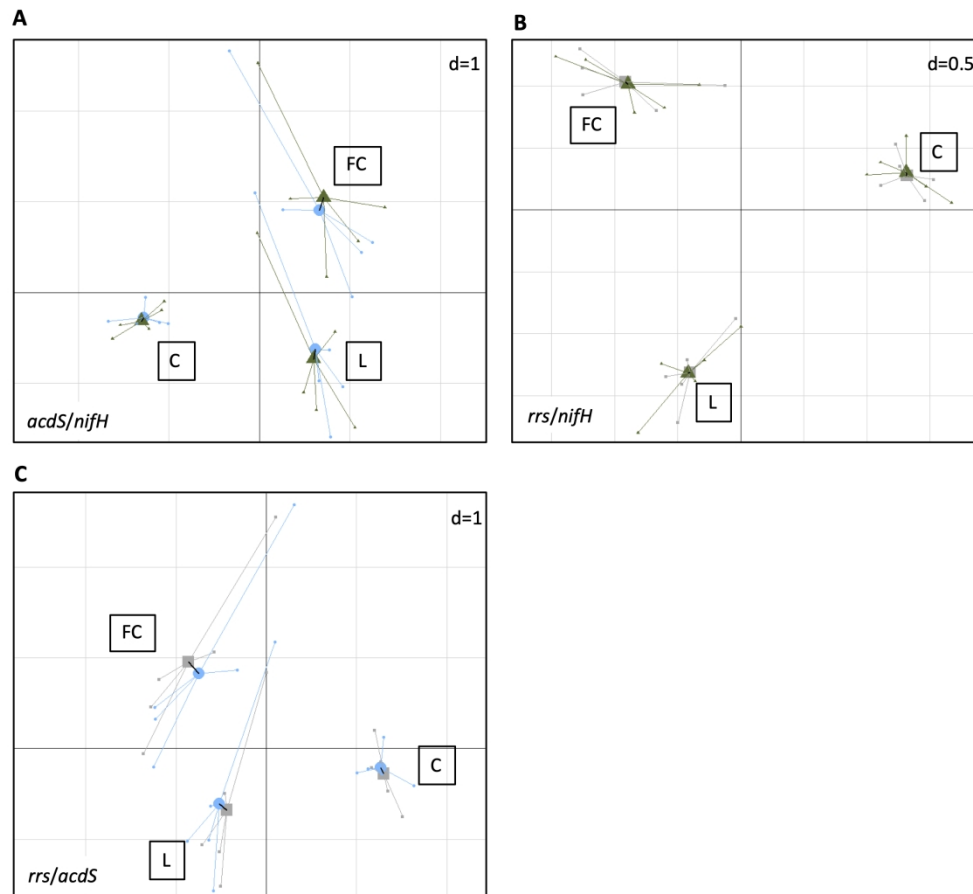 A
d=1
FC
C
L
acdS/nifH
B
d=0.5
FC
C
L
rrs/nifH
C
d=1
FC
C
L
rrs/acdS